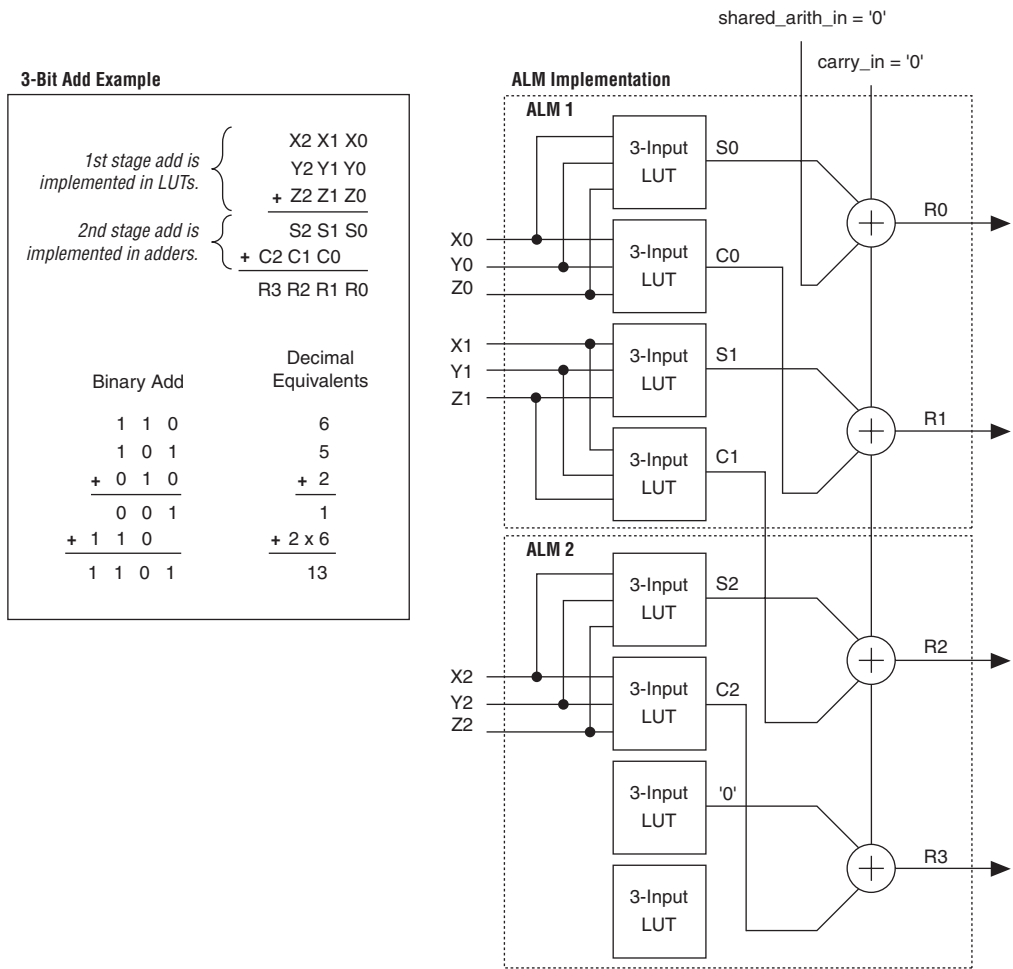 shared_arith_in = '0'
carry_in = '0'
3-Bit Add Example
1st stage add is
implemented in LUTs.
X2 X1 X0
Y2 Y1 Y0
+ Z2 Z1 Z0
2nd stage add is
implemented in adders.
S2 S1 S0
+ C2 C1 C0
R3 R2 R1 R0
Binary Add
1 1 0
1 0 1
+ 0 1 0
0 0 1
+ 1 1 0
1 1 0 1
Decimal
Equivalents
6
5
+ 2
1
+ 2 x 6
13
ALM Implementation
ALM 1
3-Input
LUT
S0
R0
X0
Y0
Z0
3-Input
LUT
C0
X1
Y1
Z1
3-Input
LUT
S1
R1
3-Input
LUT
C1
ALM 2
3-Input
LUT
S2
R2
X2
Y2
Z2
3-Input
LUT
C2
3-Input
LUT
'0'
R3
3-Input
LUT